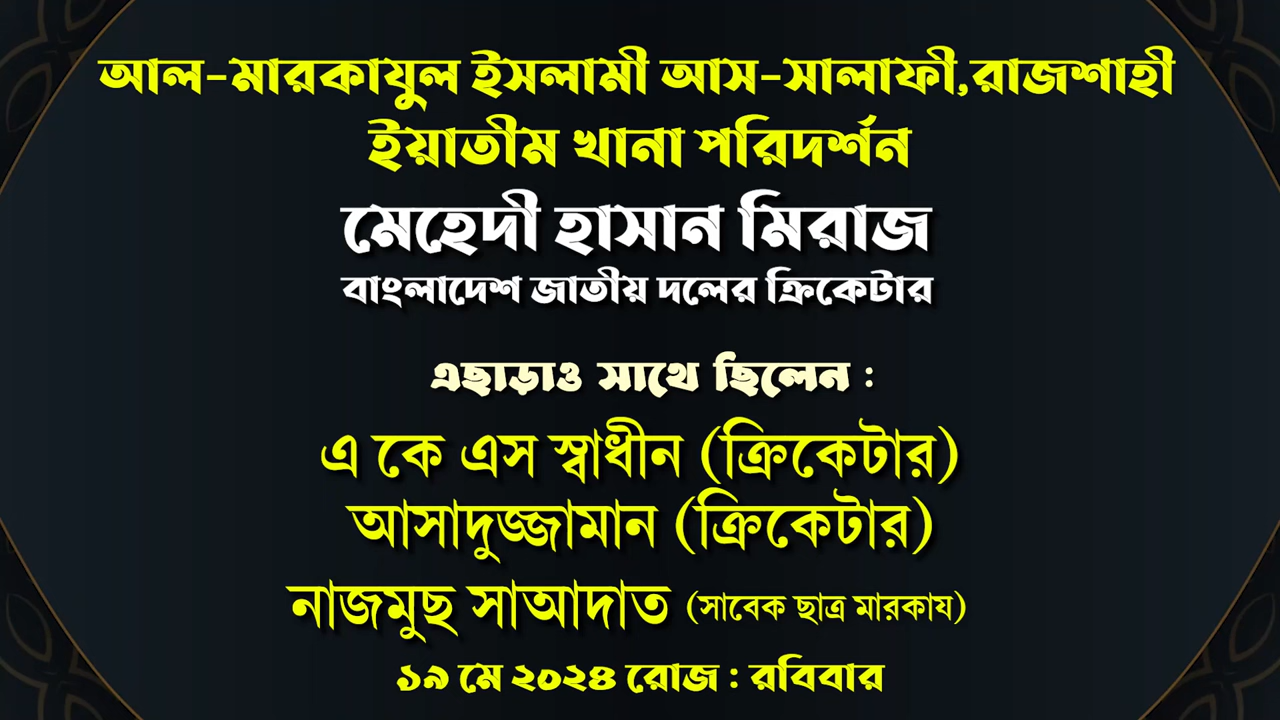 আল-মারকাযুল ইসলামী আস-সালাফী,রাজশাহী
ইয়াতীম খানা পরিদর্শন
মেহেদী হাসান মিরাজ
বাংলাদেশ জাতীয় দলের ক্রিকেটার
এছাড়াও সাথে ছিলেন :
এ কে এস স্বাধীন (ক্রিকেটার)
আসাদুজ্জামান (ক্রিকেটার)
নাজমুছ সাআদাত (সাবেক ছাত্র মারকায)
১৯ মে ২০২৪ রোজ : রবিবার